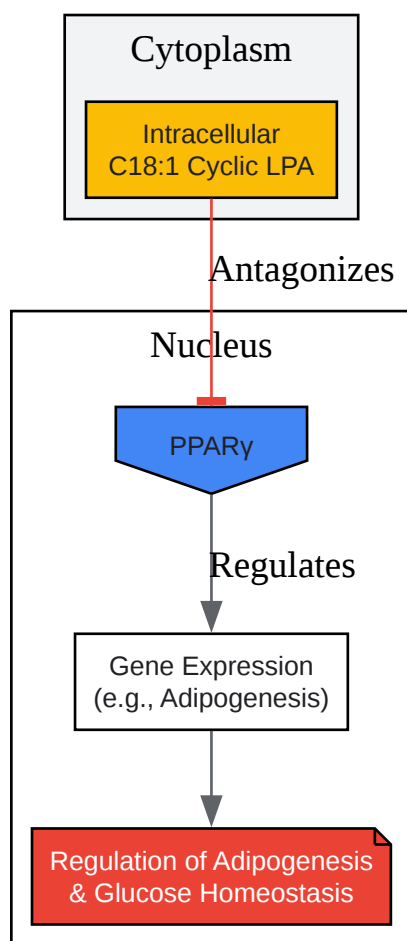 Cytoplasm
Intracellular
C18:1 Cyclic LPA
Antagonizes
Nucleus
PPARγ
Regulates
Gene Expression
(e.g., Adipogenesis)
Regulation of Adipogenesis
& Glucose Homeostasis